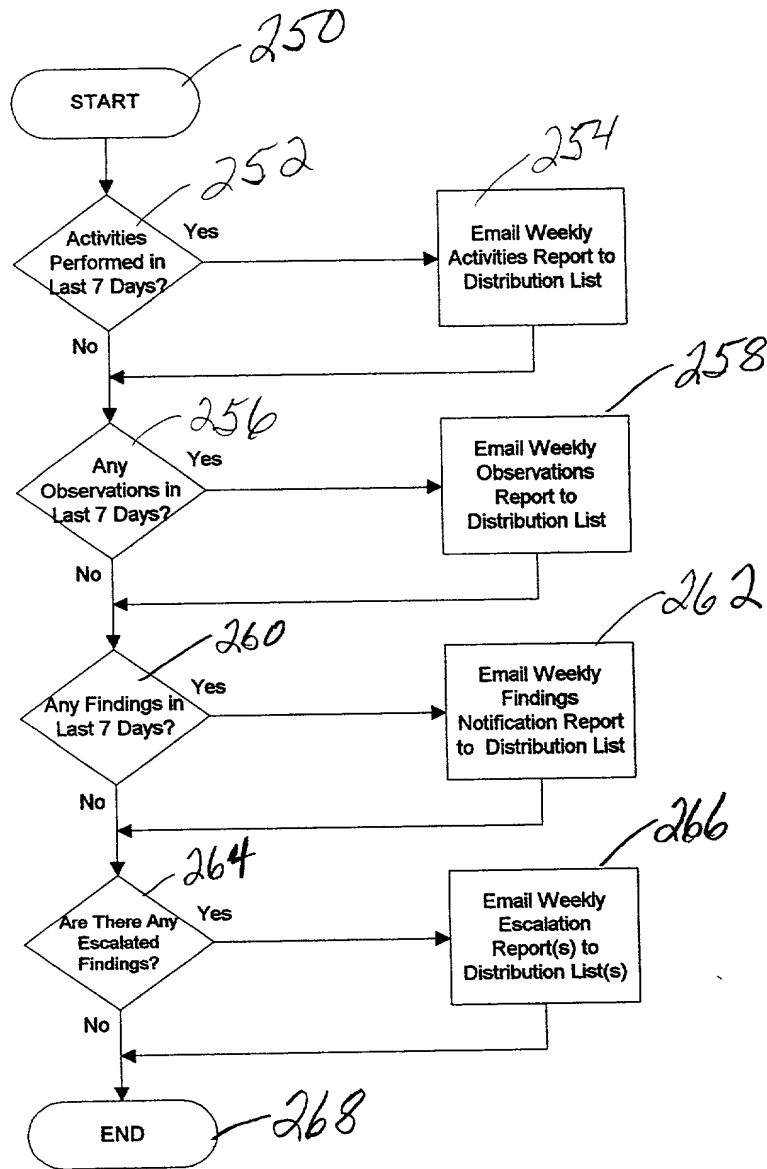 250
START
252
254
Activities
Performed in
Last 7 Days?
Yes
Email Weekly
Activities Report to
Distribution List
No
256
258
Any
Observations in
Last 7 Days?
Yes
Email Weekly
Observations
Report to
Distribution List
No
260
262
Any Findings in
Last 7 Days?
Yes
Email Weekly
Findings
Notification Report
to Distribution List
No
264
266
Are There Any
Escalated
Findings?
Yes
Email Weekly
Escalation
Report(s) to
Distribution List(s)
No
END
268